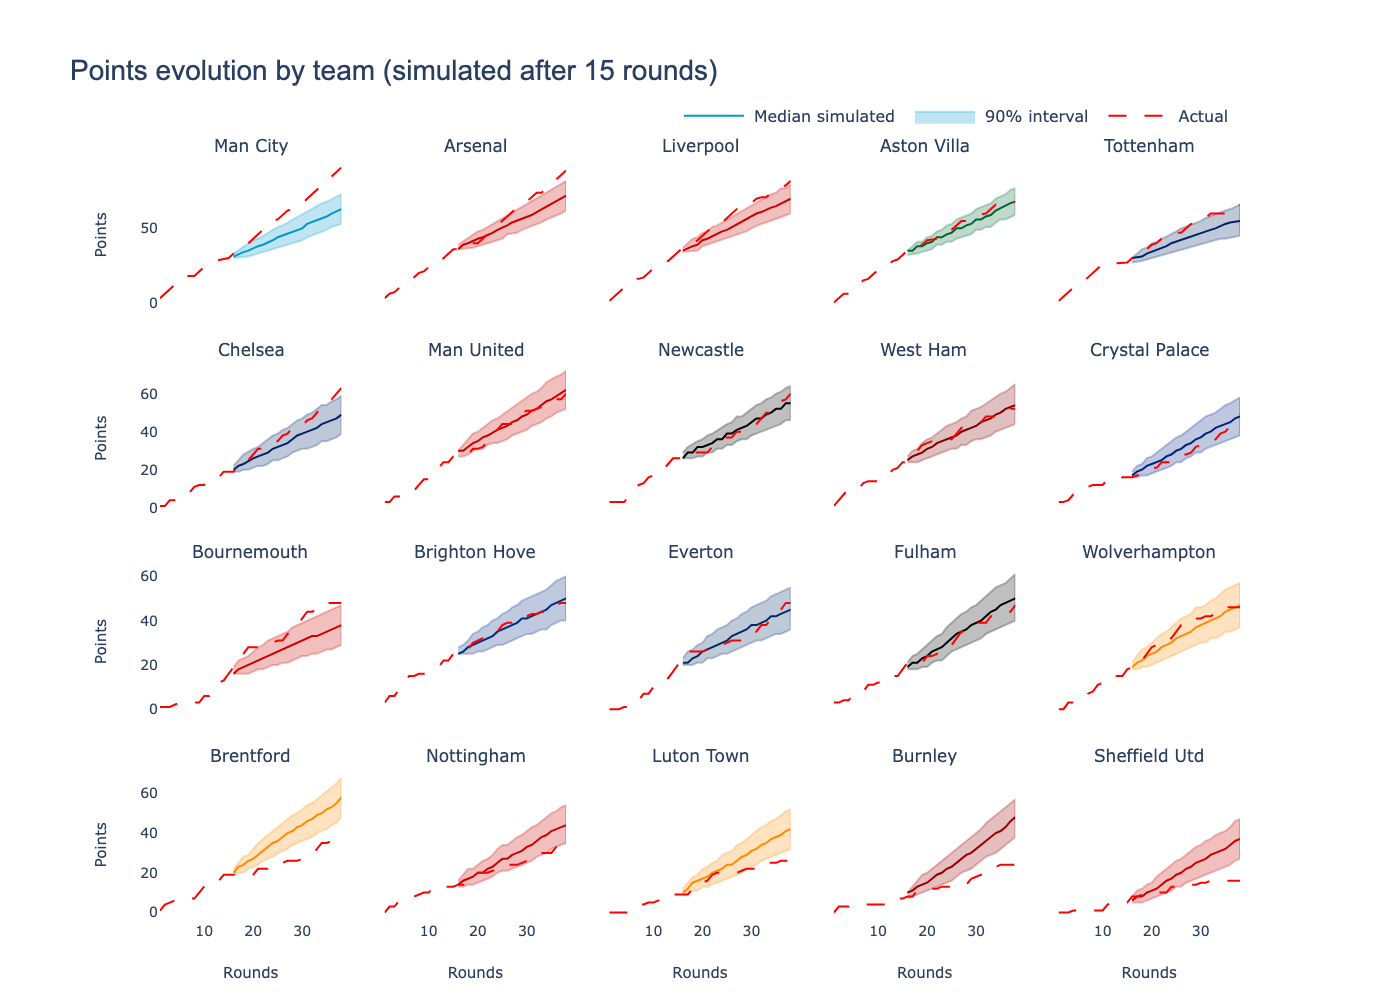 Points evolution by team (simulated after 15 rounds)
Median simulated 90% interval Actual
Man City Arsenal Liverpool Aston Villa Tottenham
Points
50
0
Chelsea Man United Newcastle West Ham Crystal Palace
Points
60
40
20
0
Bournemouth Brighton Hove Everton Fulham Wolverhampton
Points
60
40
20
0
Brentford Nottingham Luton Town Burnley Sheffield Utd
Points
60
40
20
0
10 20 30 10 20 30 10 20 30 10 20 30 10 20 30
Rounds Rounds Rounds Rounds Rounds